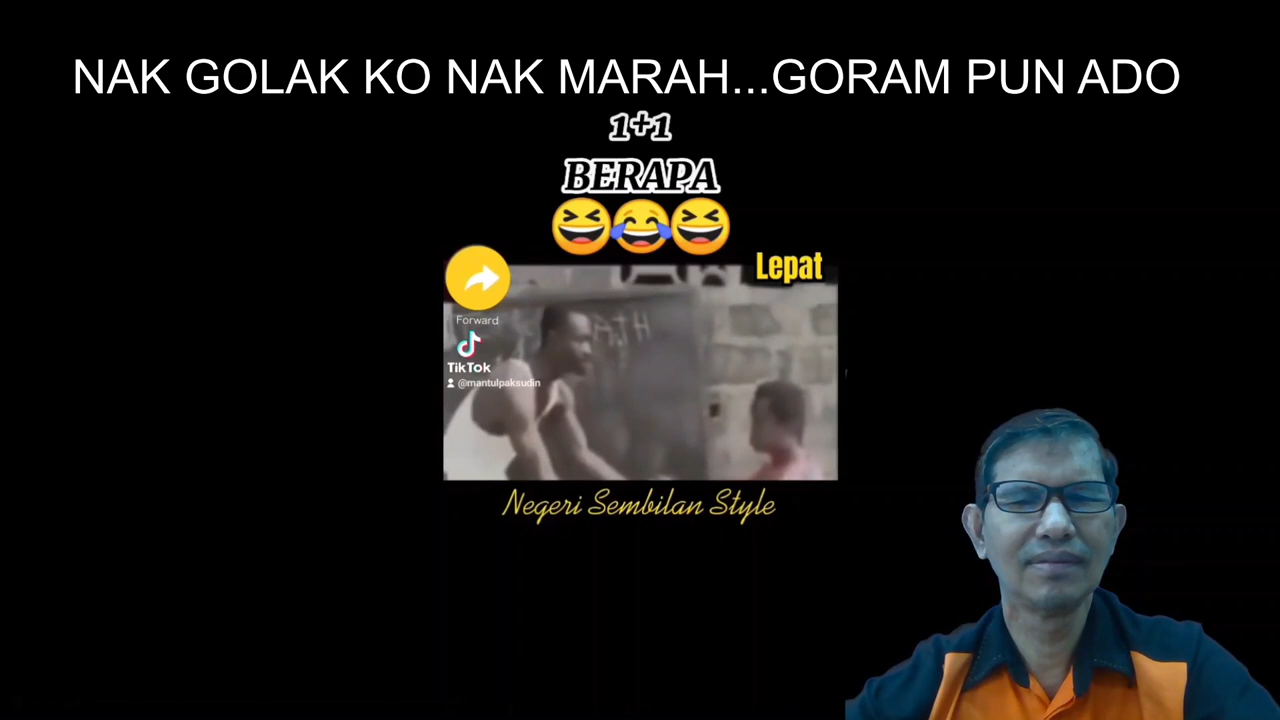 NAK GOLAK KO NAK MARAH...GORAM PUN ADO
1+1
BERAPA
Lepat
Forward
TikTok
@mantulpaksudin
Negeri Sembilan Style